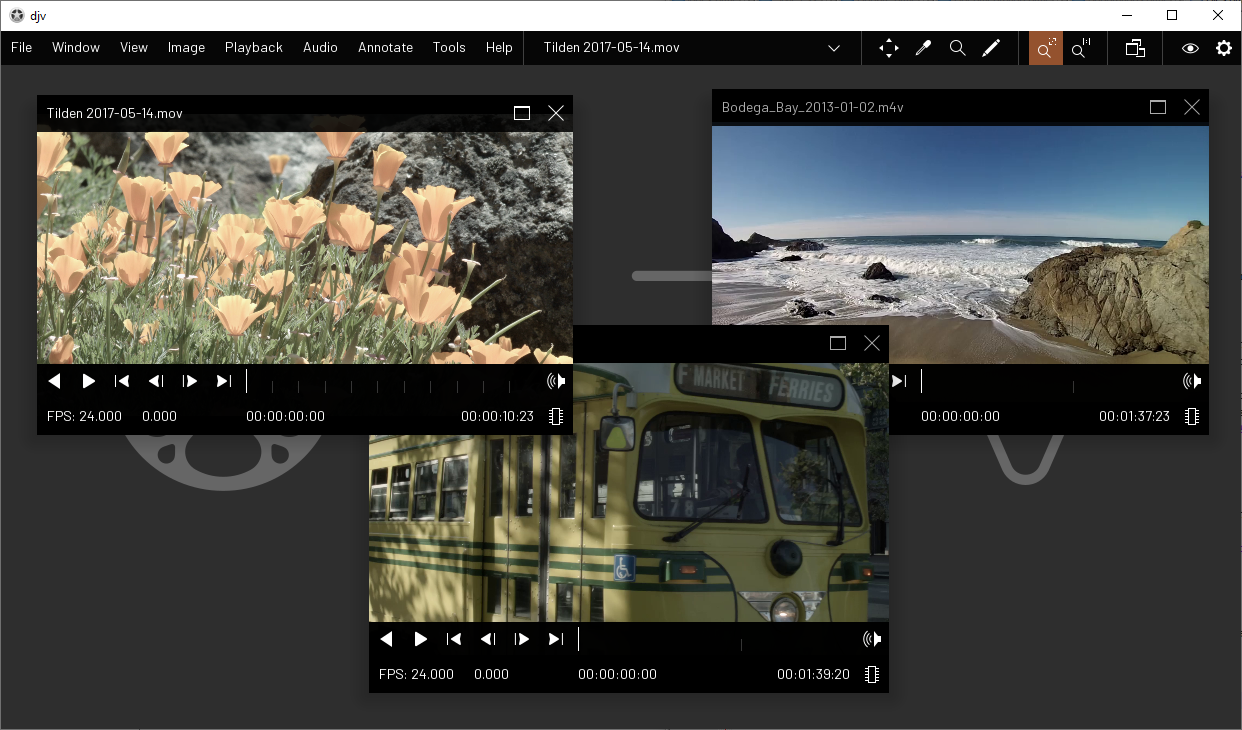 djv
File Window View Image Playback Audio Annotate Tools Help Tilden 2017-05-14.mov
Tilden 2017-05-14.mov
Bodega_Bay_2013-01-02.m4v
F MARKET FERRIES
78
FPS: 24.000 0.000 00:00:00:00 00:00:10:23
00:00:00:00 00:01:37:23
FPS: 24.000 0.000 00:00:00:00 00:01:39:20